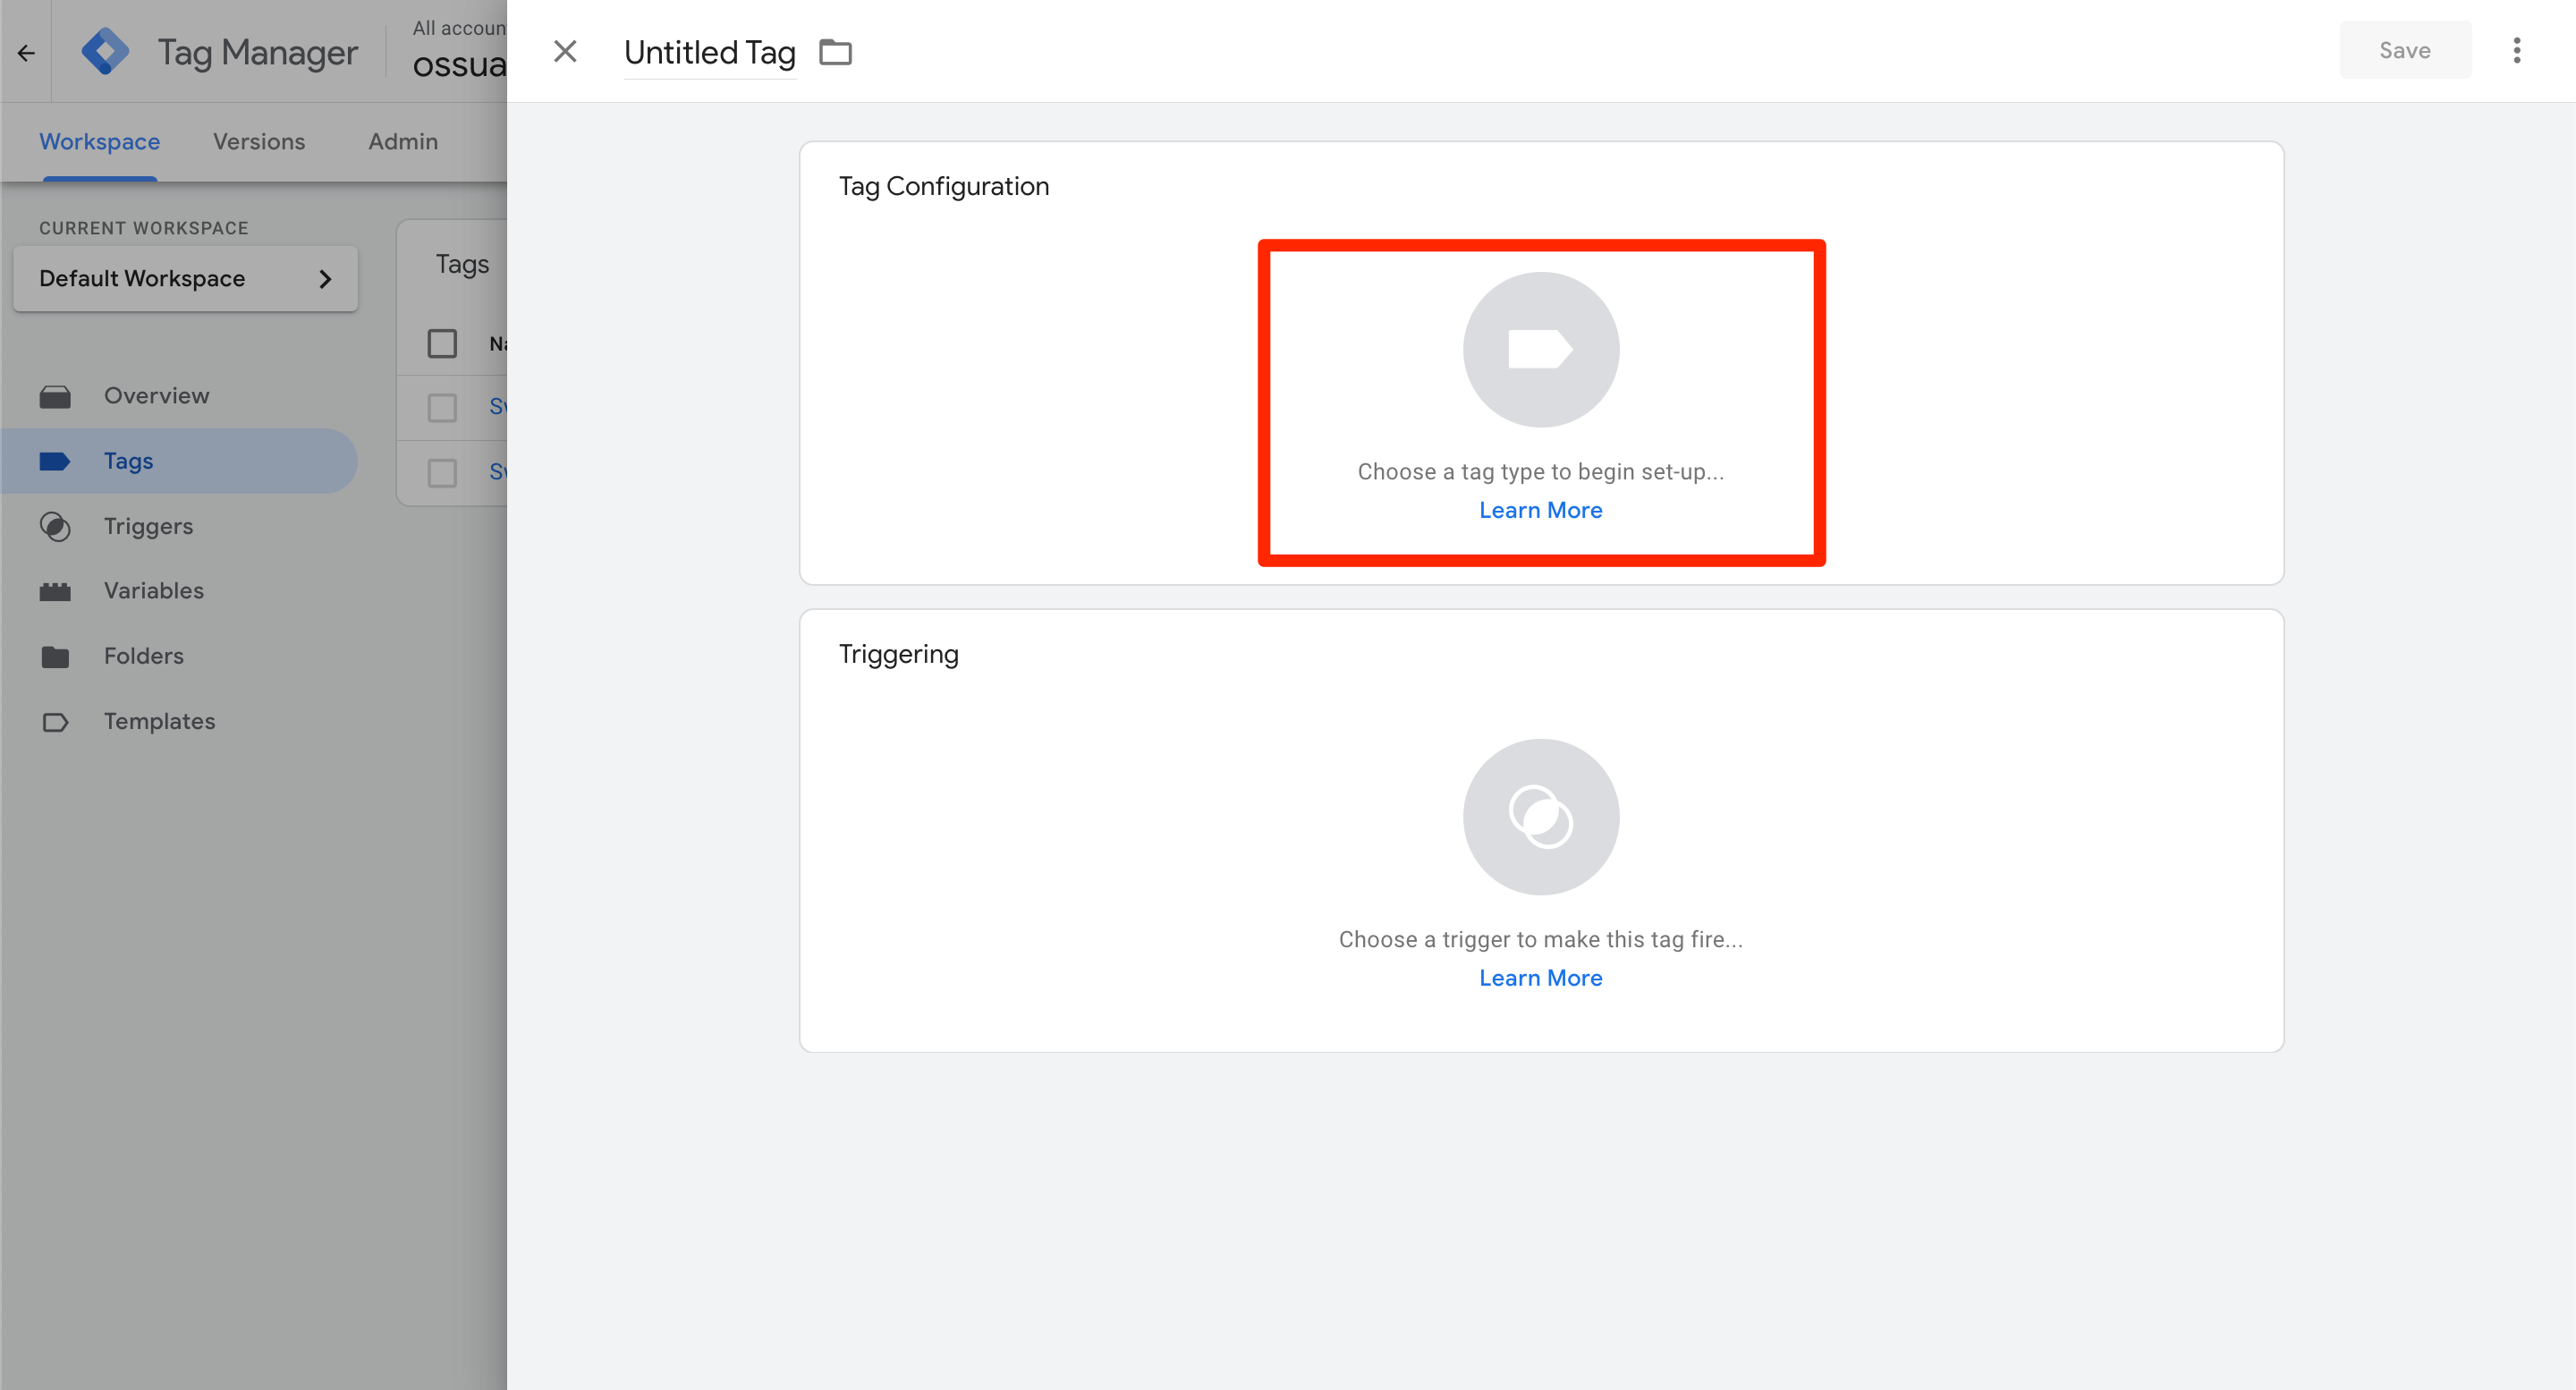 Tag Manager
All accoun
ossua
Untitled Tag
Save
Workspace
Versions
Admin
CURRENT WORKSPACE
Default Workspace
Overview
Tags
Triggers
Variables
Folders
Templates
Tags
Na
Sw
Sw
Tag Configuration
Choose a tag type to begin set-up...
Learn More
Triggering
Choose a trigger to make this tag fire...
Learn More